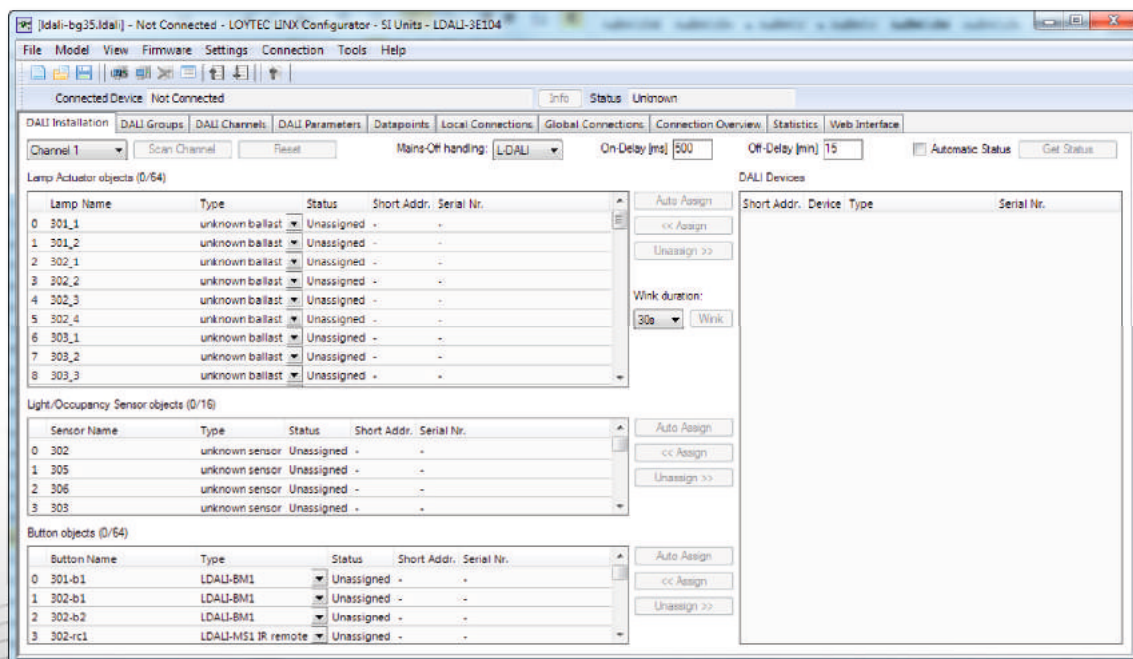 [ldali-bg35.ldali] - Not Connected - LOYTEC LINX Configurator - SI Units - LDALI-3E104
File Model View Firmware Settings Connection Tools Help
Connected Device Not Connected Info Status Unknown
DALI Installation DALI Groups DALI Channels DALI Parameters Datapoints Local Connections Global Connections Connection Overview Statistics Web Interface
Channel 1 Scan Channel Reset Mains-Off handling: L-DALI On-Delay [ms] 500 Off-Delay [min] 15 Automatic Status Get Status
Lamp Actuator objects (0/64) DALI Devices
Lamp Name Type Status Short Addr. Serial Nr. Auto Assign Short Addr. Device Type Serial Nr.
0 301_1 unknown ballast Unassigned - - << Assign
1 301_2 unknown ballast Unassigned - -
2 302_1 unknown ballast Unassigned - - Unassign >>
3 302_2 unknown ballast Unassigned - -
4 302_3 unknown ballast Unassigned - - Wink duration:
5 302_4 unknown ballast Unassigned - - 30s Wink
6 303_1 unknown ballast Unassigned - -
7 303_2 unknown ballast Unassigned - -
8 303_3 unknown ballast Unassigned - -
Light/Occupancy Sensor objects (0/16)
Sensor Name Type Status Short Addr. Serial Nr. Auto Assign
0 302 unknown sensor Unassigned - - << Assign
1 305 unknown sensor Unassigned - -
2 306 unknown sensor Unassigned - - Unassign >>
3 303 unknown sensor Unassigned - -
Button objects (0/64)
Button Name Type Status Short Addr. Serial Nr. Auto Assign
0 301-b1 LDALI-BM1 Unassigned - - << Assign
1 302-b1 LDALI-BM1 Unassigned - -
2 302-b2 LDALI-BM1 Unassigned - - Unassign >>
3 302-rc1 LDALI-MS1 IR remote Unassigned - -